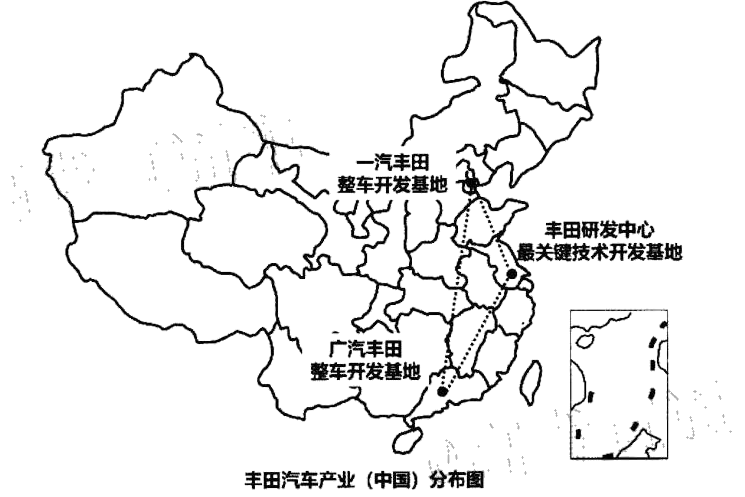 一汽丰田
整车开发基地
丰田研发中心
最关键技术开发基地
广汽丰田
整车开发基地
丰田汽车产业（中国）分布图